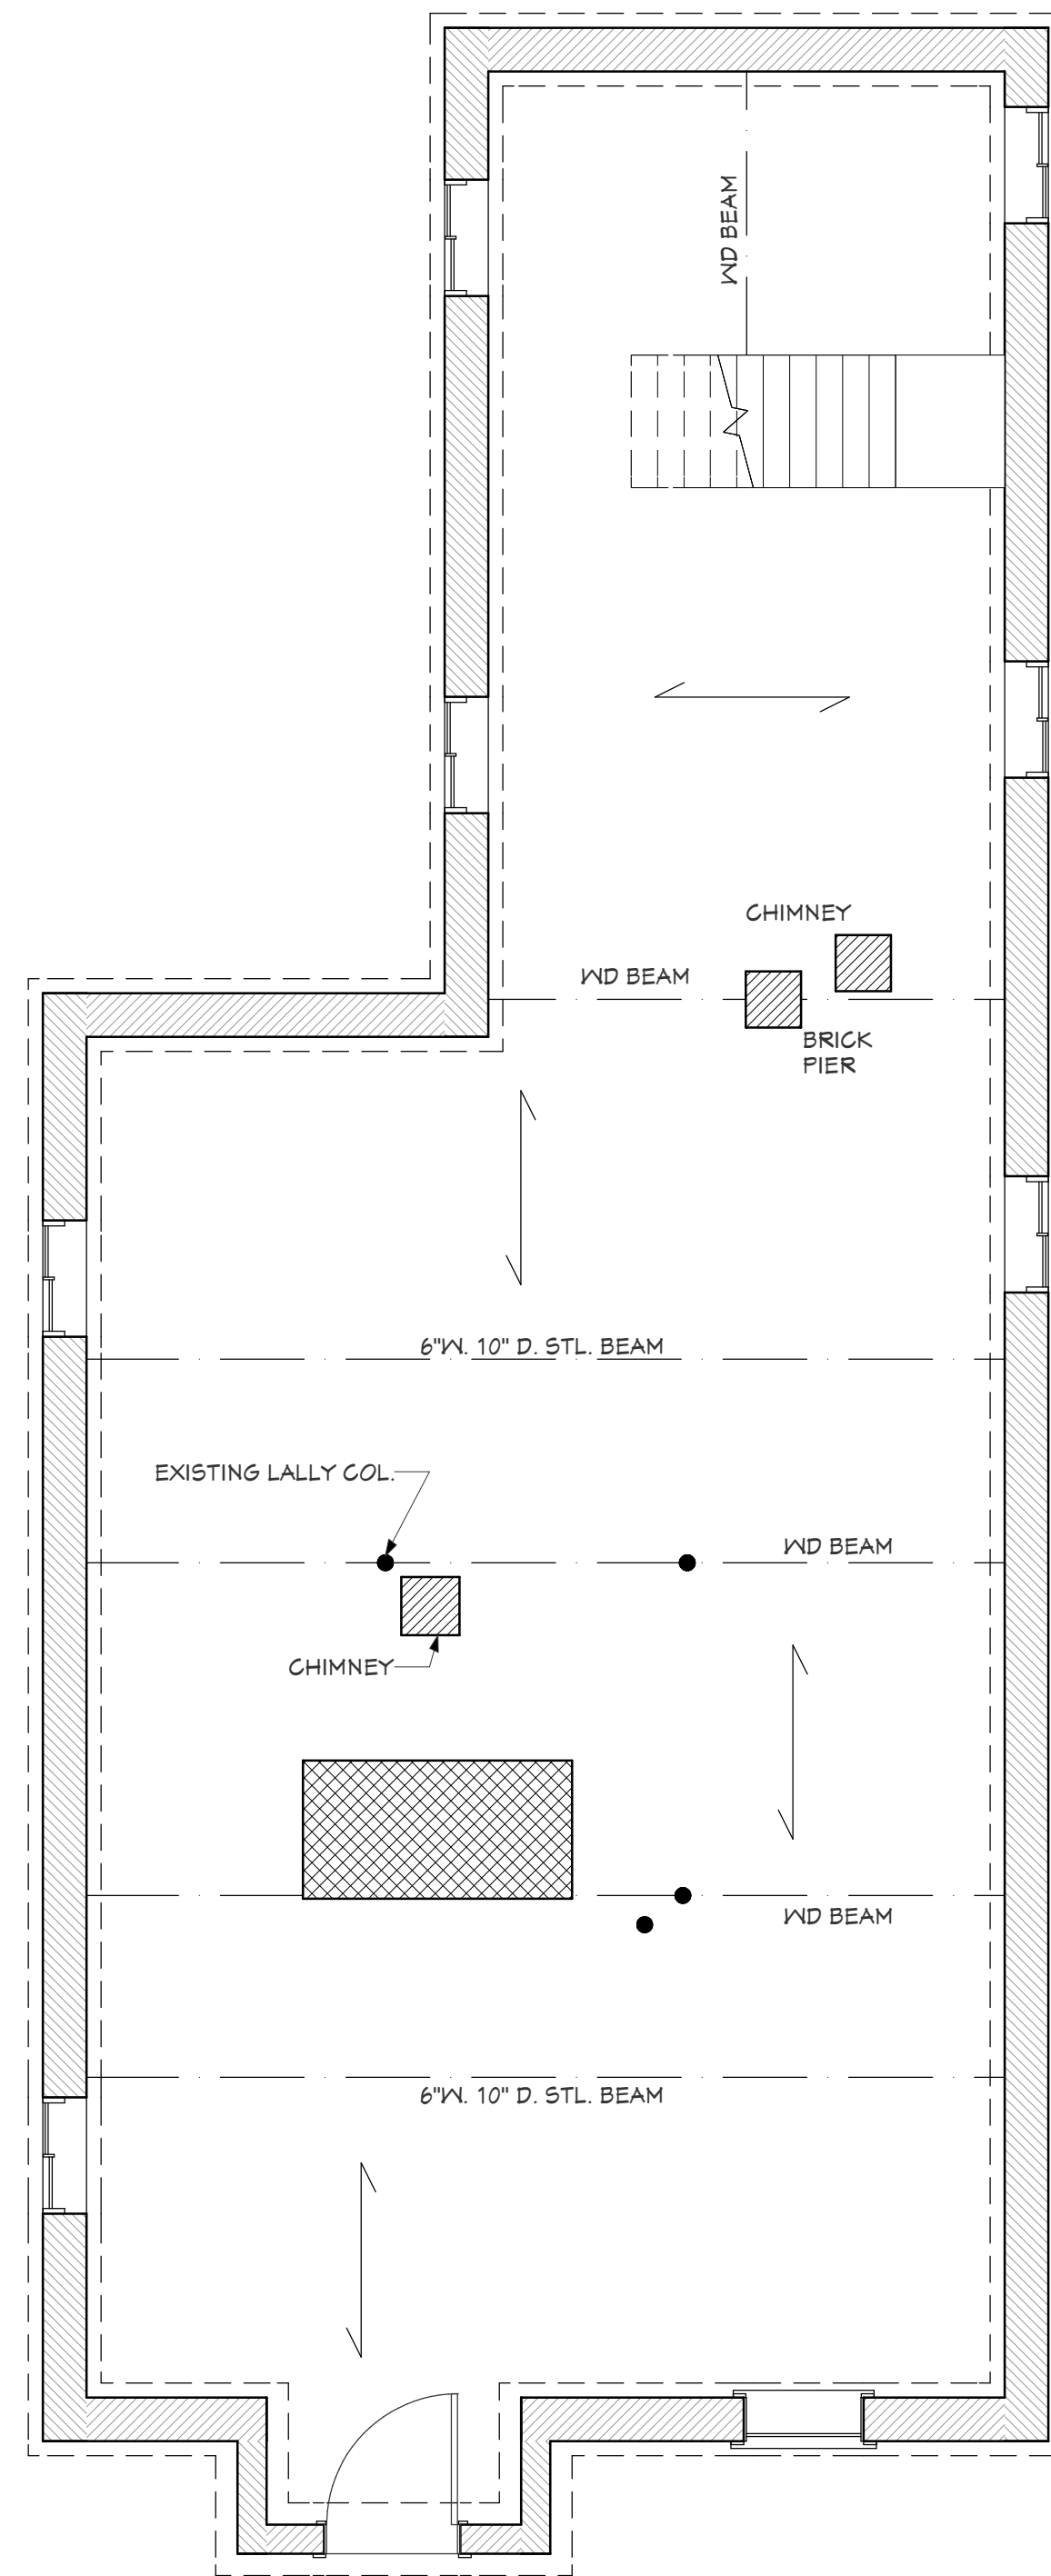 WD BEAM
CHIMNEY
WD BEAM
BRICK
PIER
6"W. 10" D. STL. BEAM
EXISTING LALLY COL.
WD BEAM
CHIMNEY
WD BEAM
6"W. 10" D. STL. BEAM